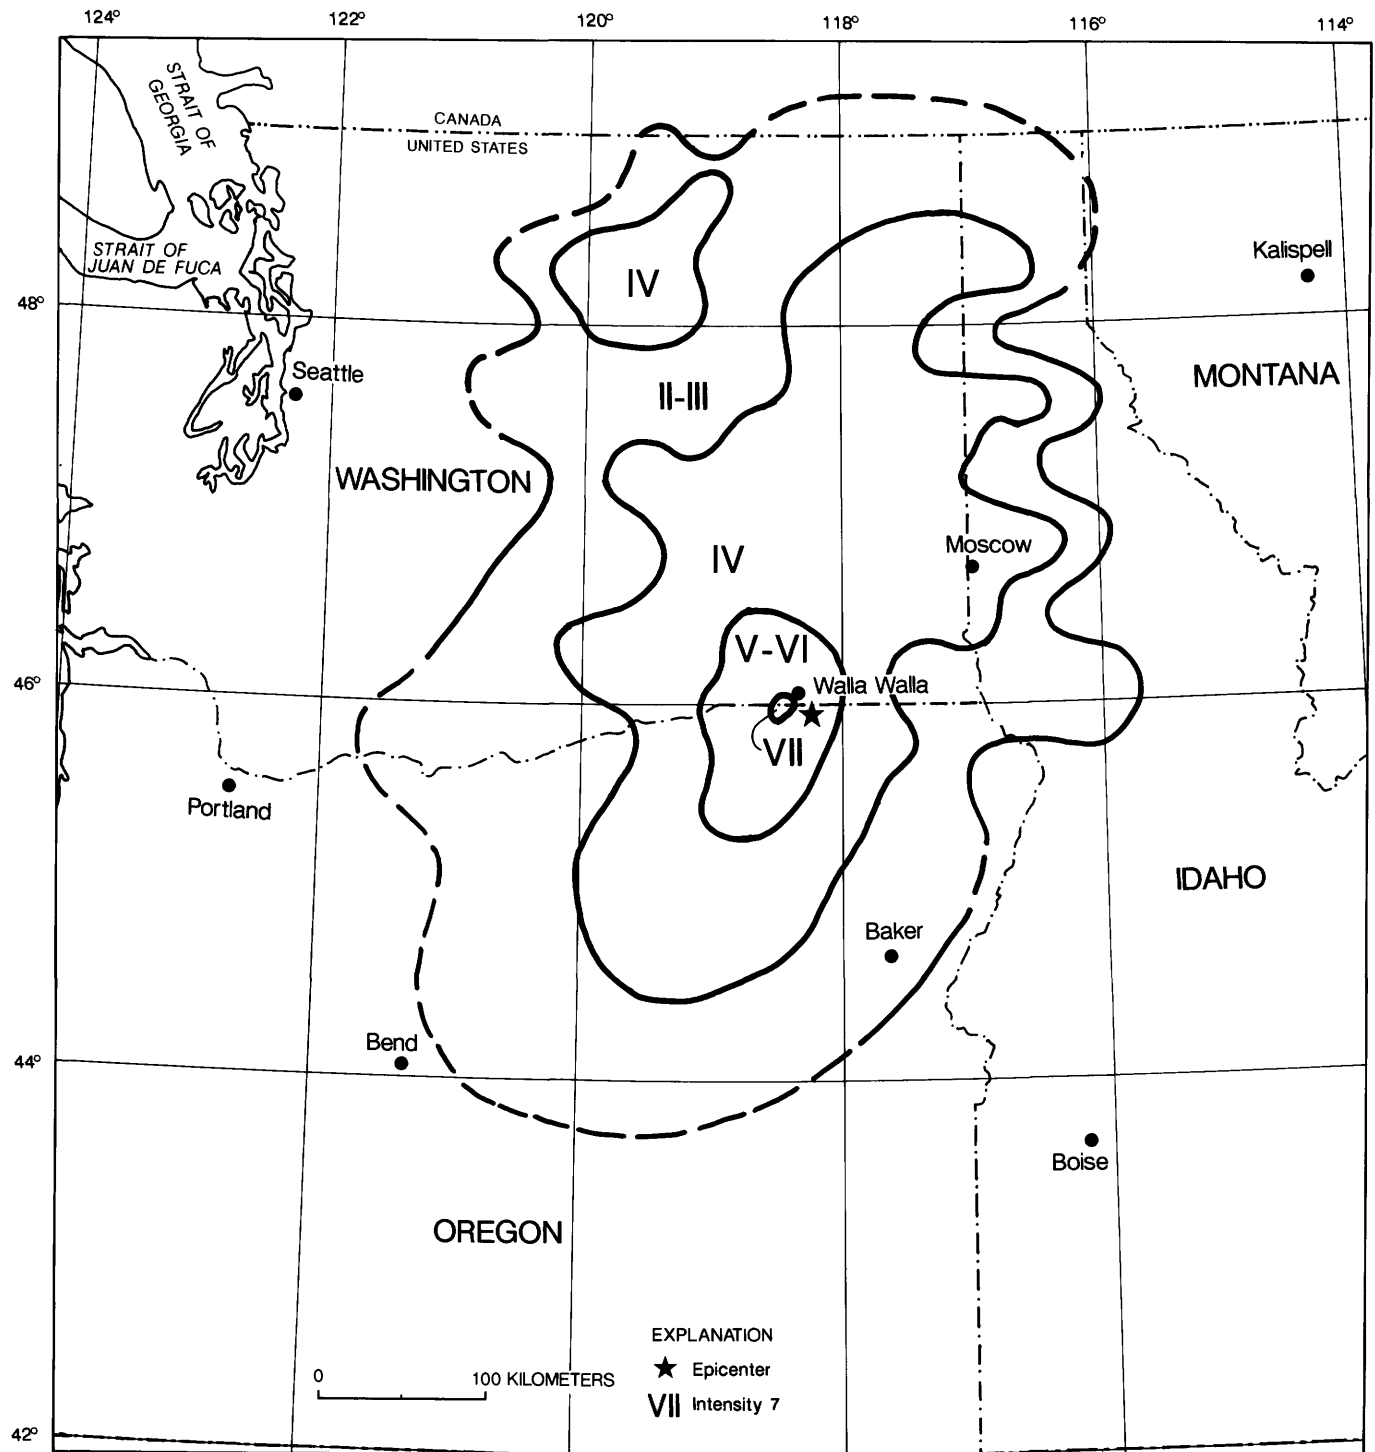 124° 122° 120° 118° 116° 114°
STRAIT OF
GEORGIA
CANADA
UNITED STATES
STRAIT OF
JUAN DE FUCA
Kalispell
IV
48°
Seattle
MONTANA
II-III
WASHINGTON
Moscow
IV
V-VI
46°
Walla Walla
VII
Portland
IDAHO
Baker
Bend
44°
Boise
OREGON
EXPLANATION
Epicenter
0 100 KILOMETERS
VII Intensity 7
42°